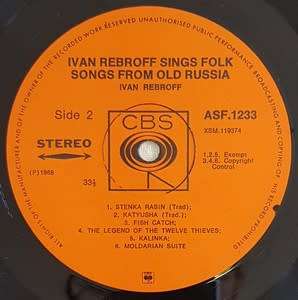 ALL RIGHTS OF THE MANUFACTURER AND OF THE OWNER OF THE RECORDED WORK RESERVED UNAUTHORISED PUBLIC PERFORMANCE BROADCASTING AND COPYING OF THIS RECORD PROHIBITED
IVAN REBROFF SINGS FOLK
SONGS FROM OLD RUSSIA
IVAN REBROFF
Side 2
CBS
ASF.1233
XSM.119374
STEREO
1,2,5, Exempt
3,4,6, Copyright
Control.
(P)1968
33⅓
1. STENKA RASIN (Trad);
2. KATYUSHA (Trad.);
3. FISH CATCH;
4. THE LEGEND OF THE TWELVE THIEVES;
5. KALINKA;
6. MOLDARIAN SUITE
CBS